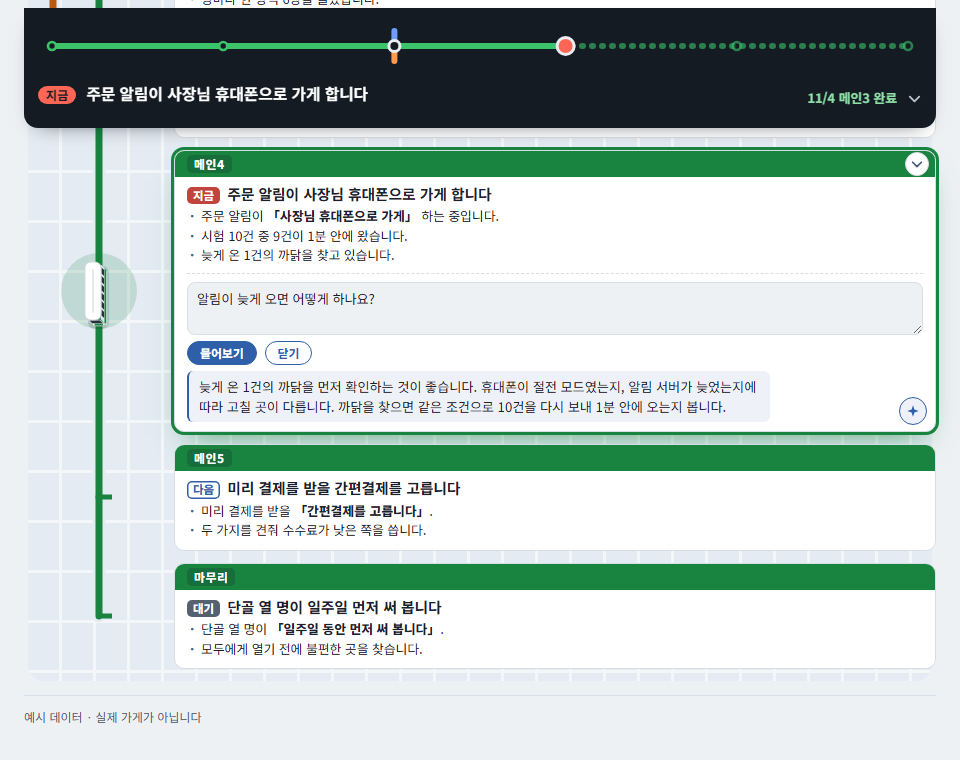 지금 주문 알림이 사장님 휴대폰으로 가게 합니다
11/4 메인3 완료
메인4
지금 주문 알림이 사장님 휴대폰으로 가게 합니다
· 주문 알림이 「사장님 휴대폰으로 가게」 하는 중입니다.
· 시험 10건 중 9건이 1분 안에 왔습니다.
· 늦게 온 1건의 까닭을 찾고 있습니다.
알림이 늦게 오면 어떻게 하나요?
물어보기 닫기
늦게 온 1건의 까닭을 먼저 확인하는 것이 좋습니다. 휴대폰이 절전 모드였는지, 알림 서버가 늦었는지에
따라 고칠 곳이 다릅니다. 까닭을 찾으면 같은 조건으로 10건을 다시 보내 1분 안에 오는지 봅니다.
메인5
다음 미리 결제를 받을 간편결제를 고릅니다
· 미리 결제를 받을 「간편결제를 고릅니다」.
· 두 가지를 견줘 수수료가 낮은 쪽을 씁니다.
마무리
대기 단골 열 명이 일주일 먼저 써 봅니다
· 단골 열 명이 「일주일 동안 먼저 써 봅니다」.
· 모두에게 열기 전에 불편한 곳을 찾습니다.
예시 데이터 · 실제 가게가 아닙니다